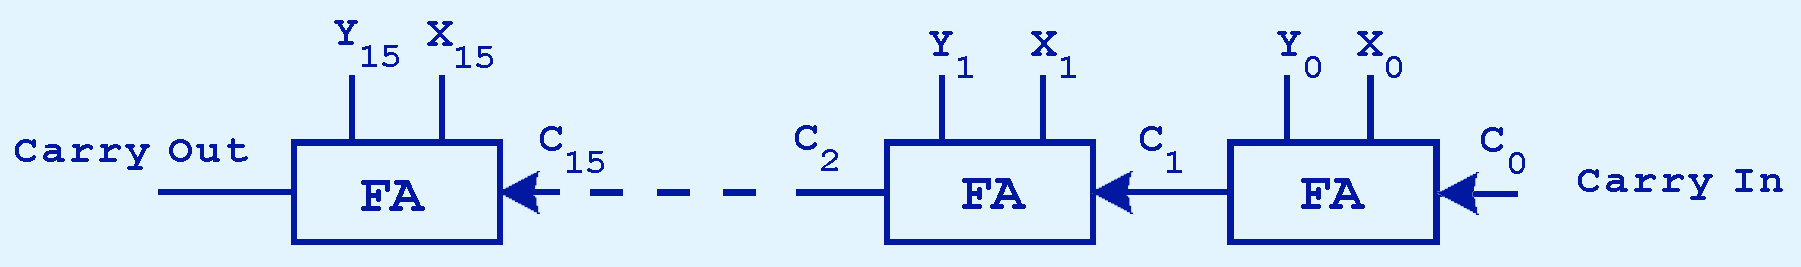 Y15 X15 Y1 X1 Y0 X0
Carry Out C15 C2 C1 C0 Carry In
FA FA FA